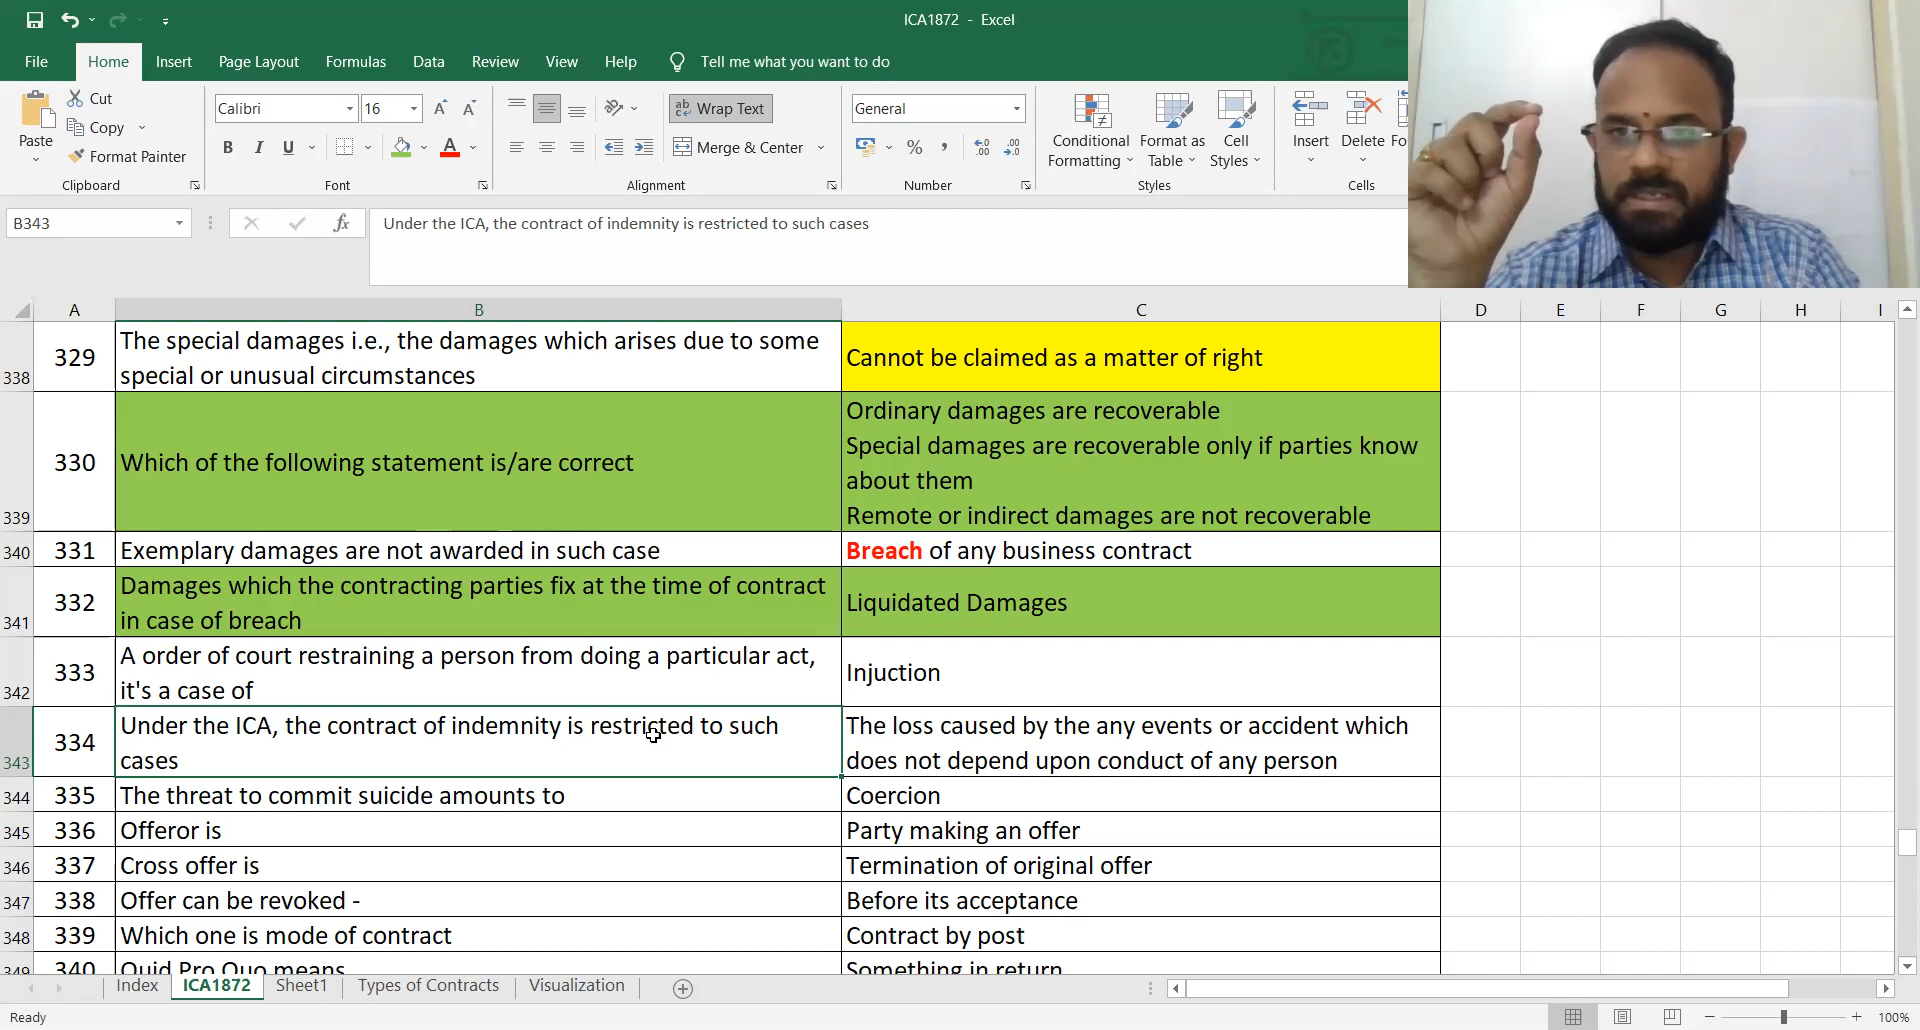 ICA1872 - Excel
File Home Insert Page Layout Formulas Data Review View Help Tell me what you want to do
Paste
Cut
Copy
Format Painter
Clipboard
Calibri 16
B I U
Font
Wrap Text
Merge & Center
Alignment
General
Number
Conditional Formatting
Format as Table
Cell Styles
Styles
Insert
Delete
Fo
Cells
B343 fx Under the ICA, the contract of indemnity is restricted to such cases
A B C D E F G H I
338 329 The special damages i.e., the damages which arises due to some
special or unusual circumstances
Cannot be claimed as a matter of right
339 330 Which of the following statement is/are correct
Ordinary damages are recoverable
Special damages are recoverable only if parties know
about them
Remote or indirect damages are not recoverable
340 331 Exemplary damages are not awarded in such case
Breach of any business contract
341 332 Damages which the contracting parties fix at the time of contract
in case of breach
Liquidated Damages
342 333 A order of court restraining a person from doing a particular act,
it's a case of
Injuction
343 334 Under the ICA, the contract of indemnity is restricted to such
cases
The loss caused by the any events or accident which
does not depend upon conduct of any person
344 335 The threat to commit suicide amounts to
Coercion
345 336 Offeror is
Party making an offer
346 337 Cross offer is
Termination of original offer
347 338 Offer can be revoked -
Before its acceptance
348 339 Which one is mode of contract
Contract by post
349 340 Quid Pro Quo means
Something in return
Index ICA1872 Sheet1 Types of Contracts Visualization
Ready 100%